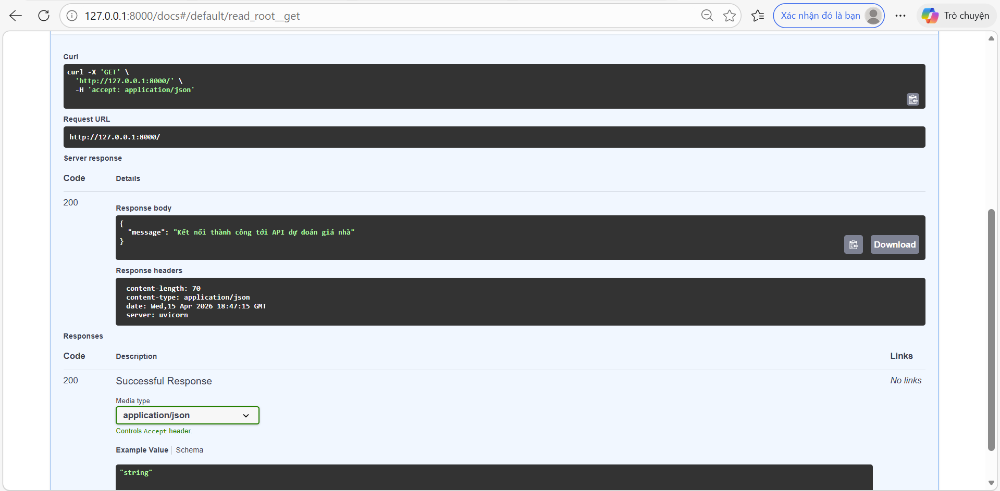 127.0.0.1:8000/docs#/default/read_root__get
Xác nhận đó là bạn
Trò chuyện
Curl
curl -X 'GET' \
'http://127.0.0.1:8000/' \
-H 'accept: application/json'
Request URL
http://127.0.0.1:8000/
Server response
Code Details
200
Response body
{
"message": "Kết nối thành công tới API dự đoán giá nhà"
}
Download
Response headers
content-length: 70
content-type: application/json
date: Wed,15 Apr 2026 18:47:15 GMT
server: uvicorn
Responses
Code Description Links
200 Successful Response No links
Media type
application/json
Controls Accept header.
Example Value Schema
"string"